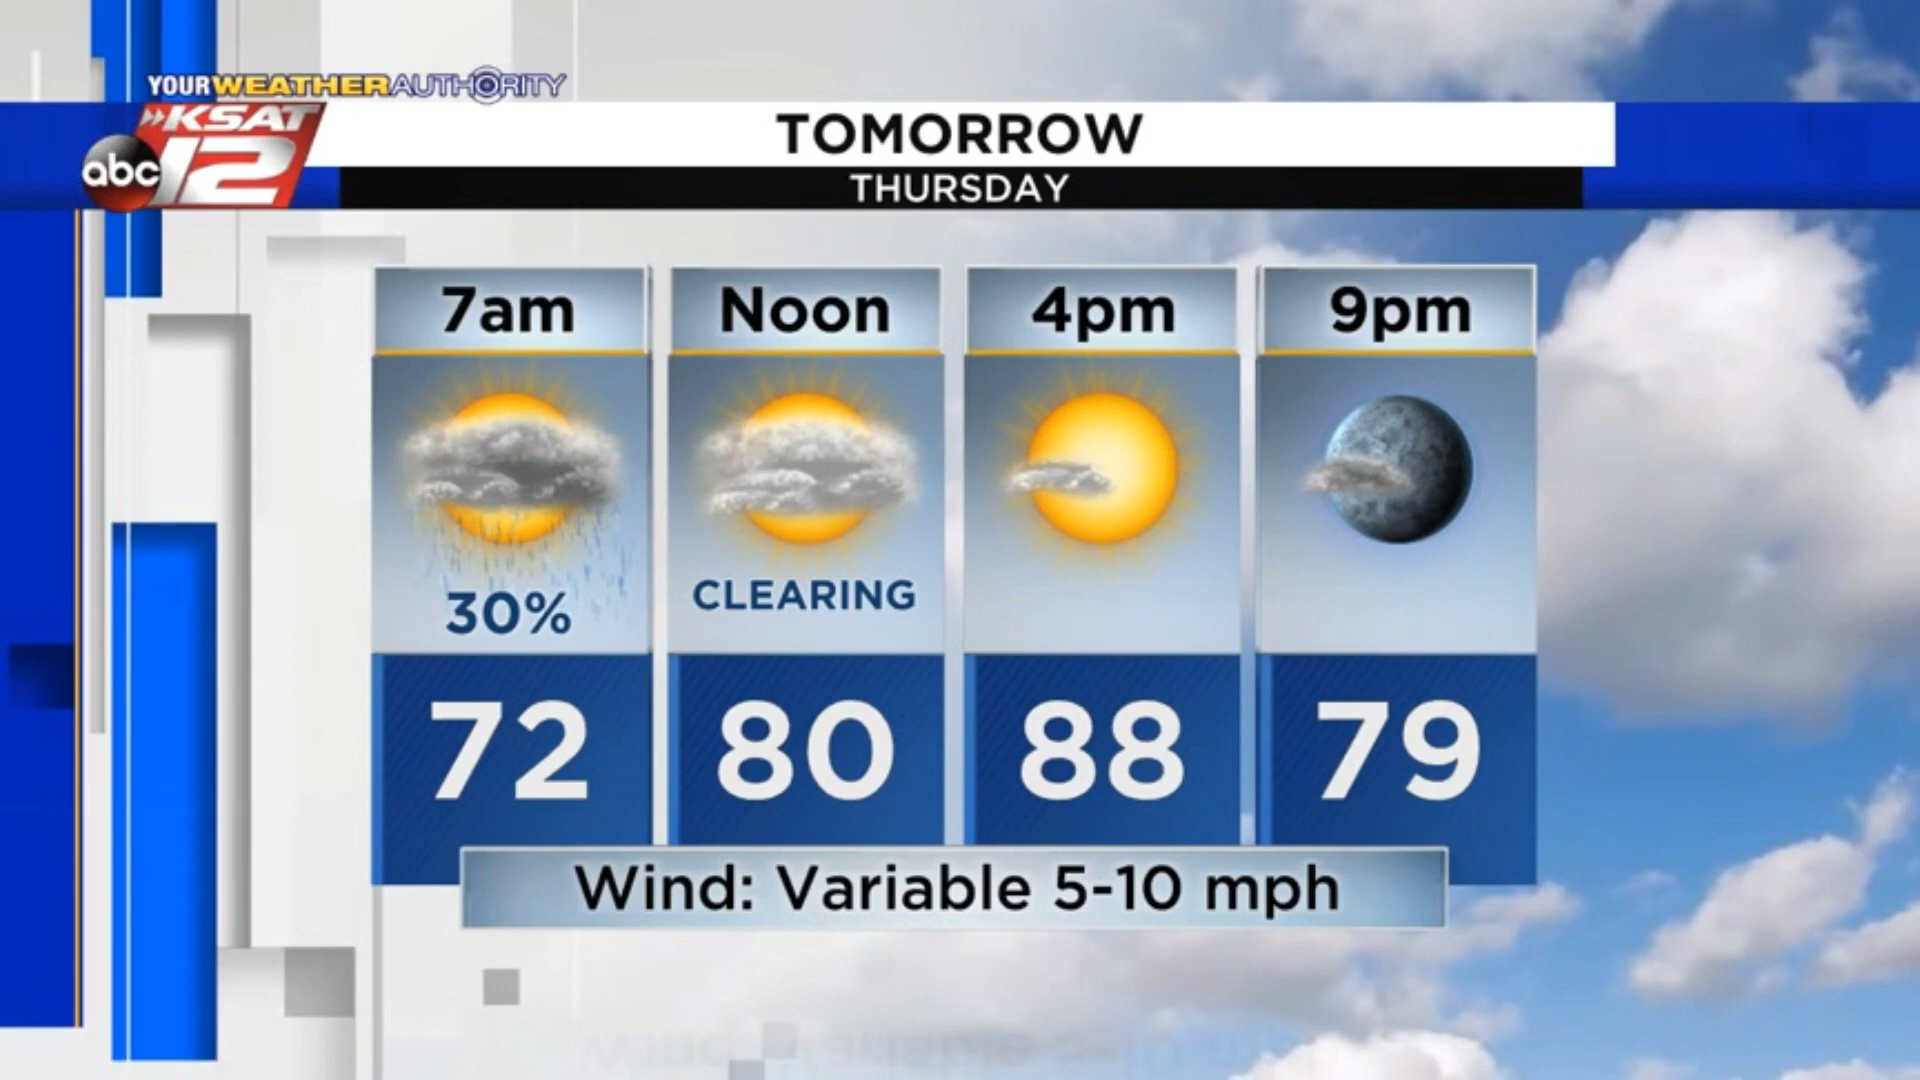 YOURWEATHERAUTHORITY
KSAT
abc 12
TOMORROW
THURSDAY
7am
Noon
4pm
9pm
30%
CLEARING
72
80
88
79
Wind: Variable 5-10 mph